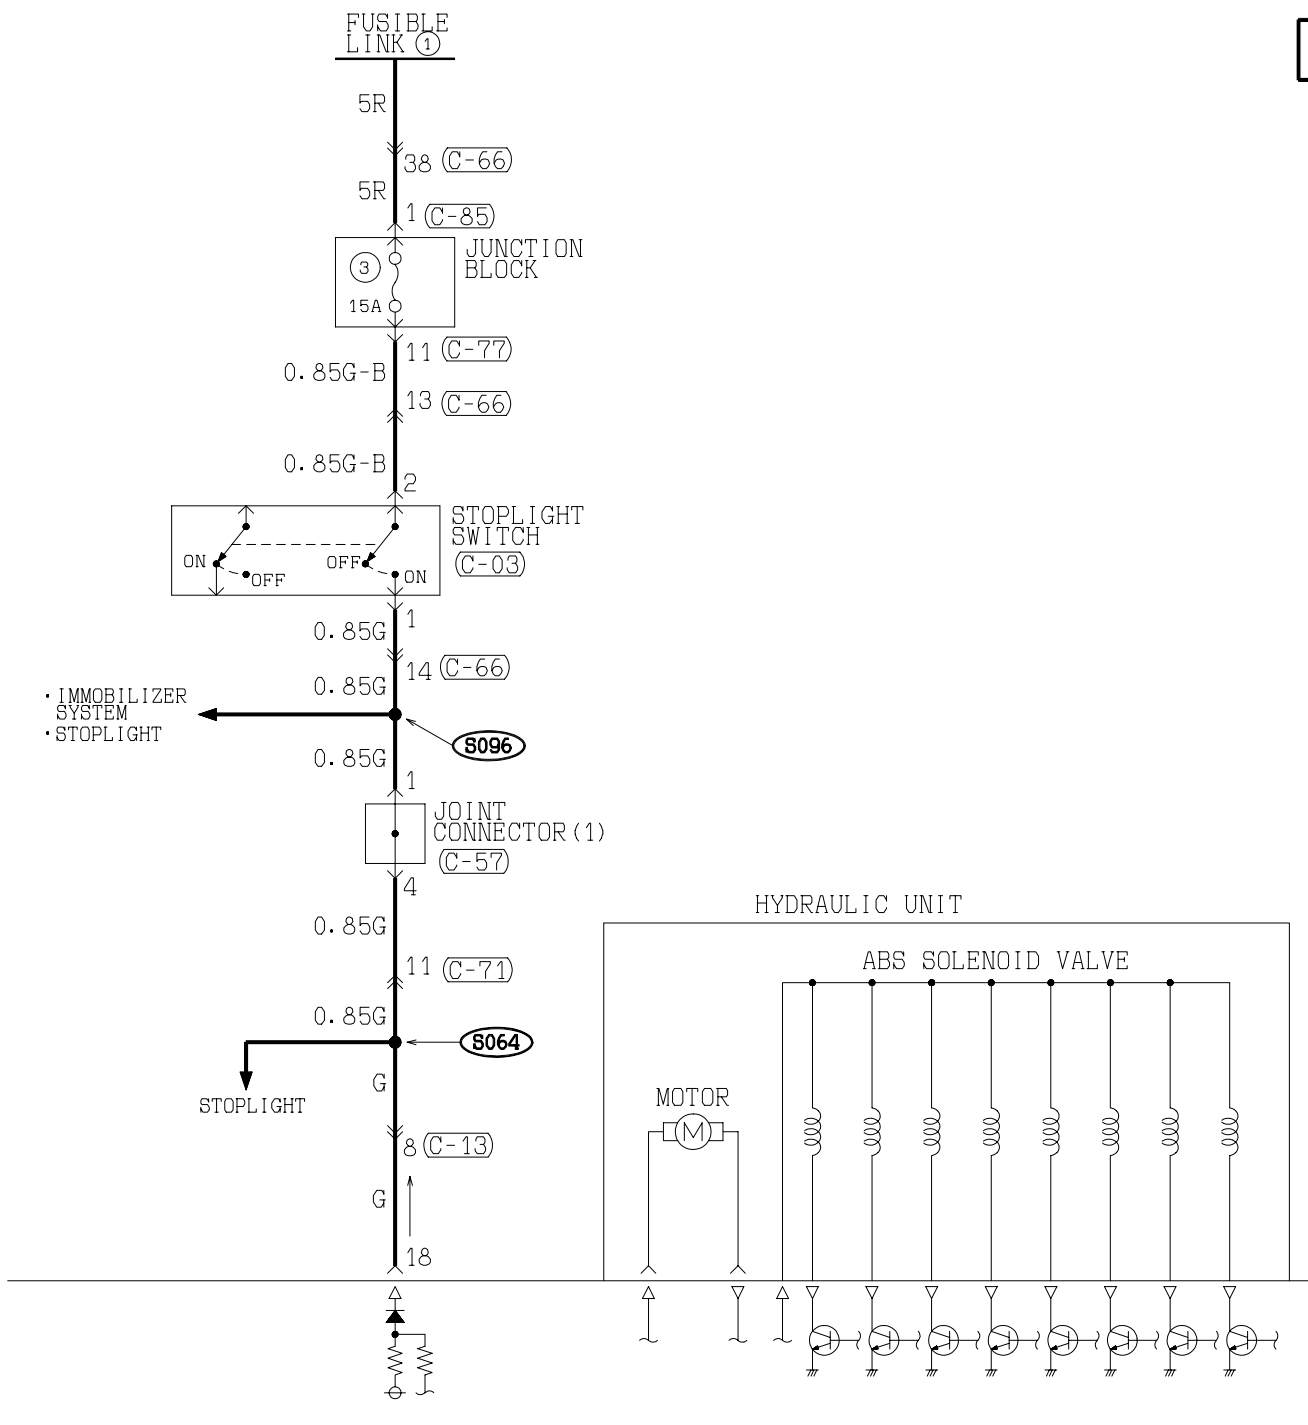 FUSIBLE
LINK 1
5R
38 C-66
5R
1 C-85
JUNCTION
BLOCK
3
15A
11 C-77
0.85G-B
13 C-66
0.85G-B
2
STOPLIGHT
SWITCH
C-03
ON
OFF
OFF
ON
1
0.85G
14 C-66
0.85G
·IMMOBILIZER
SYSTEM
·STOPLIGHT
S096
0.85G
1
JOINT
CONNECTOR(1)
C-57
4
0.85G
11 C-71
0.85G
S064
STOPLIGHT
G
8 C-13
G
18
HYDRAULIC UNIT
ABS SOLENOID VALVE
MOTOR
M